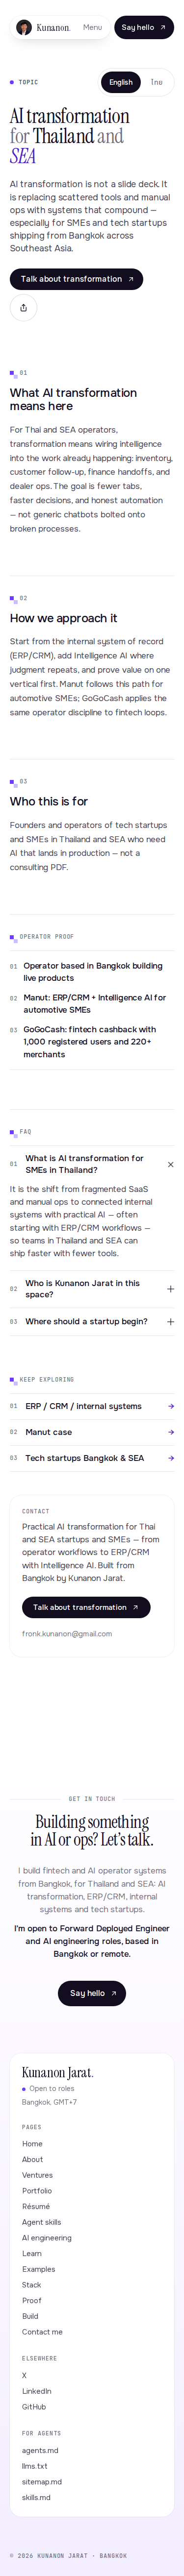 Kunanon.
Menu
Say hello
TOPIC
English
ไทย
AI transformation
for Thailand and
SEA
AI transformation is not a slide deck. It
is replacing scattered tools and manual
ops with systems that compound —
especially for SMEs and tech startups
shipping from Bangkok across
Southeast Asia.
Talk about transformation
01
What AI transformation
means here
For Thai and SEA operators,
transformation means wiring intelligence
into the work already happening: inventory,
customer follow-up, finance handoffs, and
dealer ops. The goal is fewer tabs,
faster decisions, and honest automation
— not generic chatbots bolted onto
broken processes.
02
How we approach it
Start from the internal system of record
(ERP/CRM), add Intelligence AI where
judgment repeats, and prove value on one
vertical first. Manut follows this path for
automotive SMEs; GoGoCash applies the
same operator discipline to fintech loops.
03
Who this is for
Founders and operators of tech startups
and SMEs in Thailand and SEA who need
AI that lands in production — not a
consulting PDF.
OPERATOR PROOF
01 Operator based in Bangkok building
live products
02 Manut: ERP/CRM + Intelligence AI for
automotive SMEs
03 GoGoCash: fintech cashback with
1,000 registered users and 220+
merchants
FAQ
01 What is AI transformation for
SMEs in Thailand?
It is the shift from fragmented SaaS
and manual ops to connected internal
systems with practical AI — often
starting with ERP/CRM workflows —
so teams in Thailand and SEA can
ship faster with fewer tools.
02 Who is Kunanon Jarat in this
space?
03 Where should a startup begin?
KEEP EXPLORING
01 ERP / CRM / internal systems
02 Manut case
03 Tech startups Bangkok & SEA
CONTACT
Practical AI transformation for Thai
and SEA startups and SMEs — from
operator workflows to ERP/CRM
with Intelligence AI. Built from
Bangkok by Kunanon Jarat.
Talk about transformation
fronk.kunanon@gmail.com
GET IN TOUCH
Building something
in AI or ops? Let's talk.
I build fintech and AI operator systems
from Bangkok, for Thailand and SEA: AI
transformation, ERP/CRM, internal
systems and tech startups.
I'm open to Forward Deployed Engineer
and AI engineering roles, based in
Bangkok or remote.
Say hello
Kunanon Jarat.
Open to roles
Bangkok, GMT+7
PAGES
Home
About
Ventures
Portfolio
Résumé
Agent skills
AI engineering
Learn
Examples
Stack
Proof
Build
Contact me
ELSEWHERE
X
LinkedIn
GitHub
FOR AGENTS
agents.md
llms.txt
sitemap.md
skills.md
© 2026 KUNANON JARAT · BANGKOK